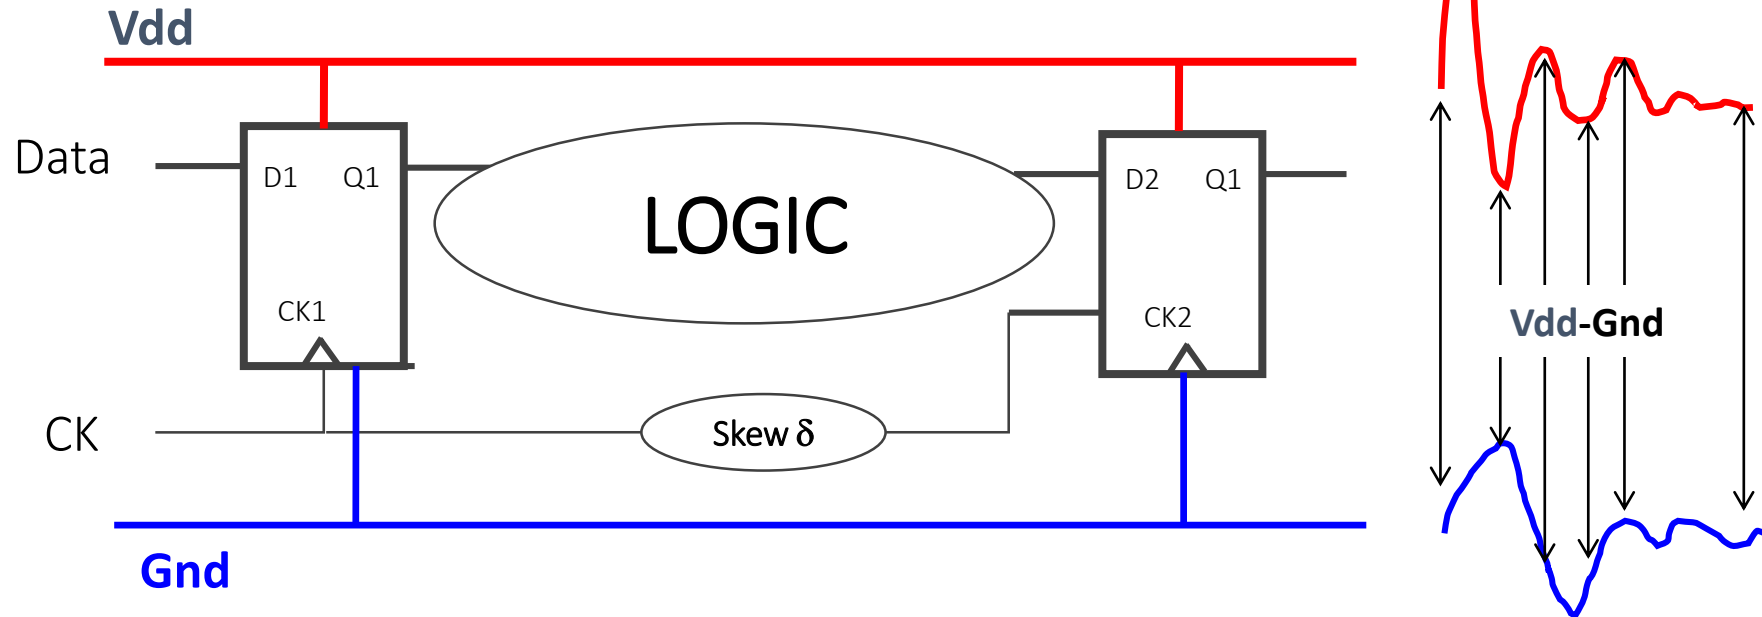 Vdd
Data
D1 Q1
LOGIC
D2 Q1
CK1
CK2
Vdd-Gnd
CK
Skew δ
Gnd